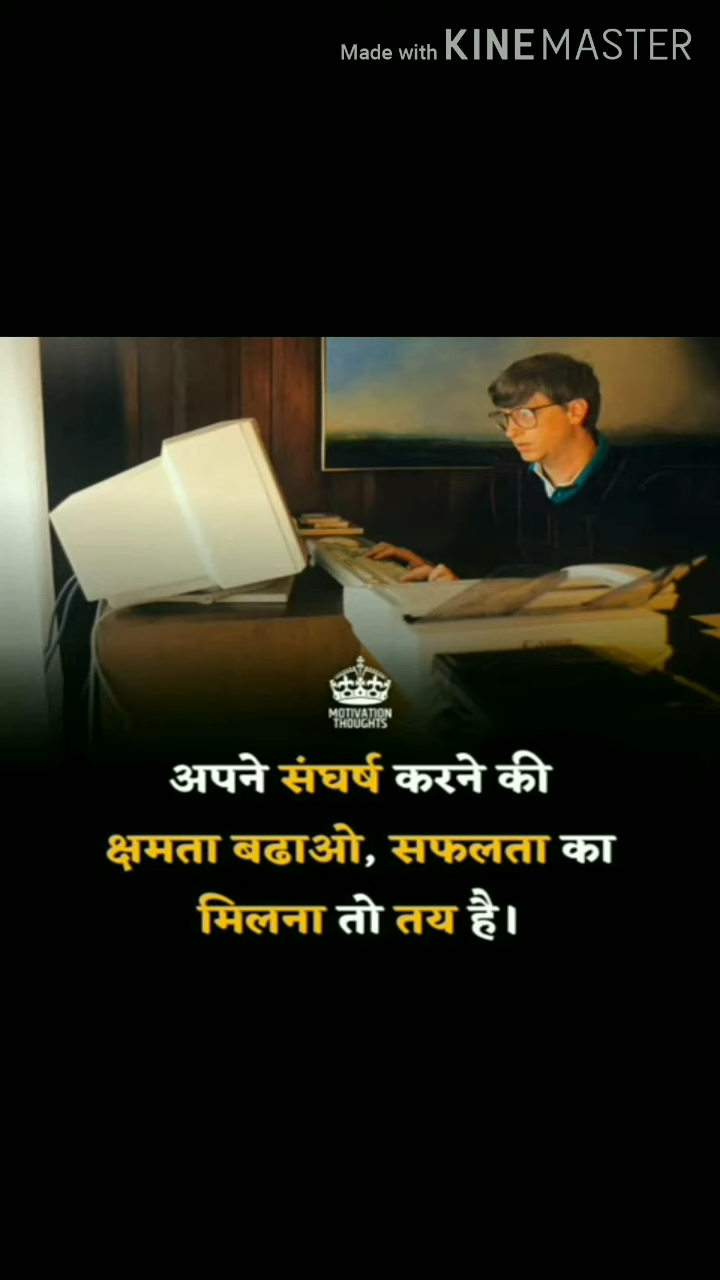 Made with KINEMASTER
MOTIVATION
THOUGHTS
अपने संघर्ष करने की
क्षमता बढाओ, सफलता का
मिलना तो तय है।